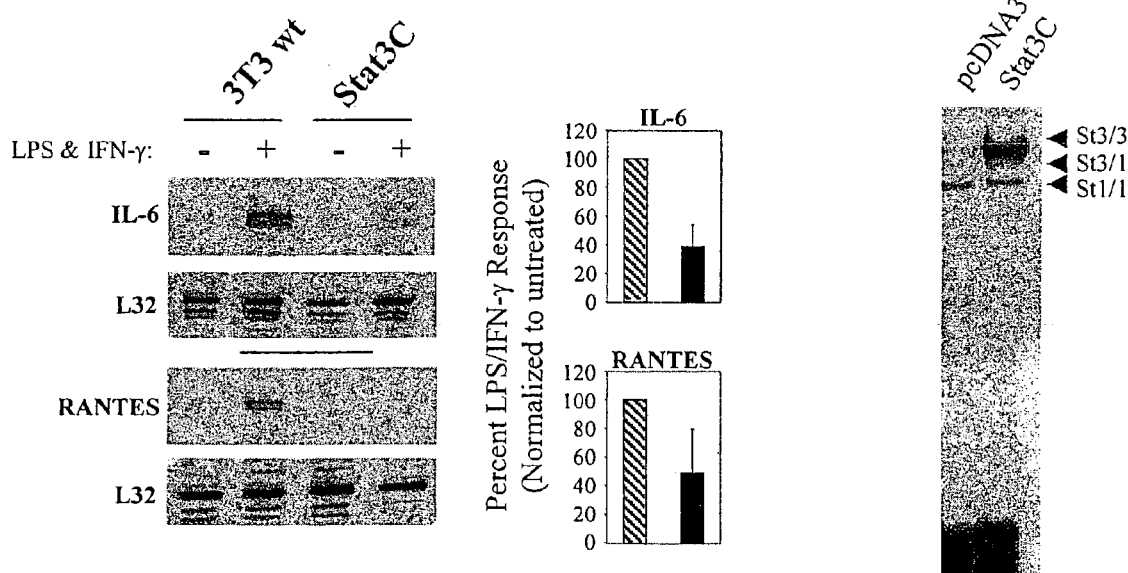 3T3 wt
Stat3C
LPS & IFN-γ:
- + - +
IL-6
L32
RANTES
L32
Percent LPS/IFN-γ Response
(Normalized to untreated)
IL-6
120
100
80
60
40
20
0
RANTES
120
100
80
60
40
20
0
pcDNA3
Stat3C
St3/3
St3/1
St1/1